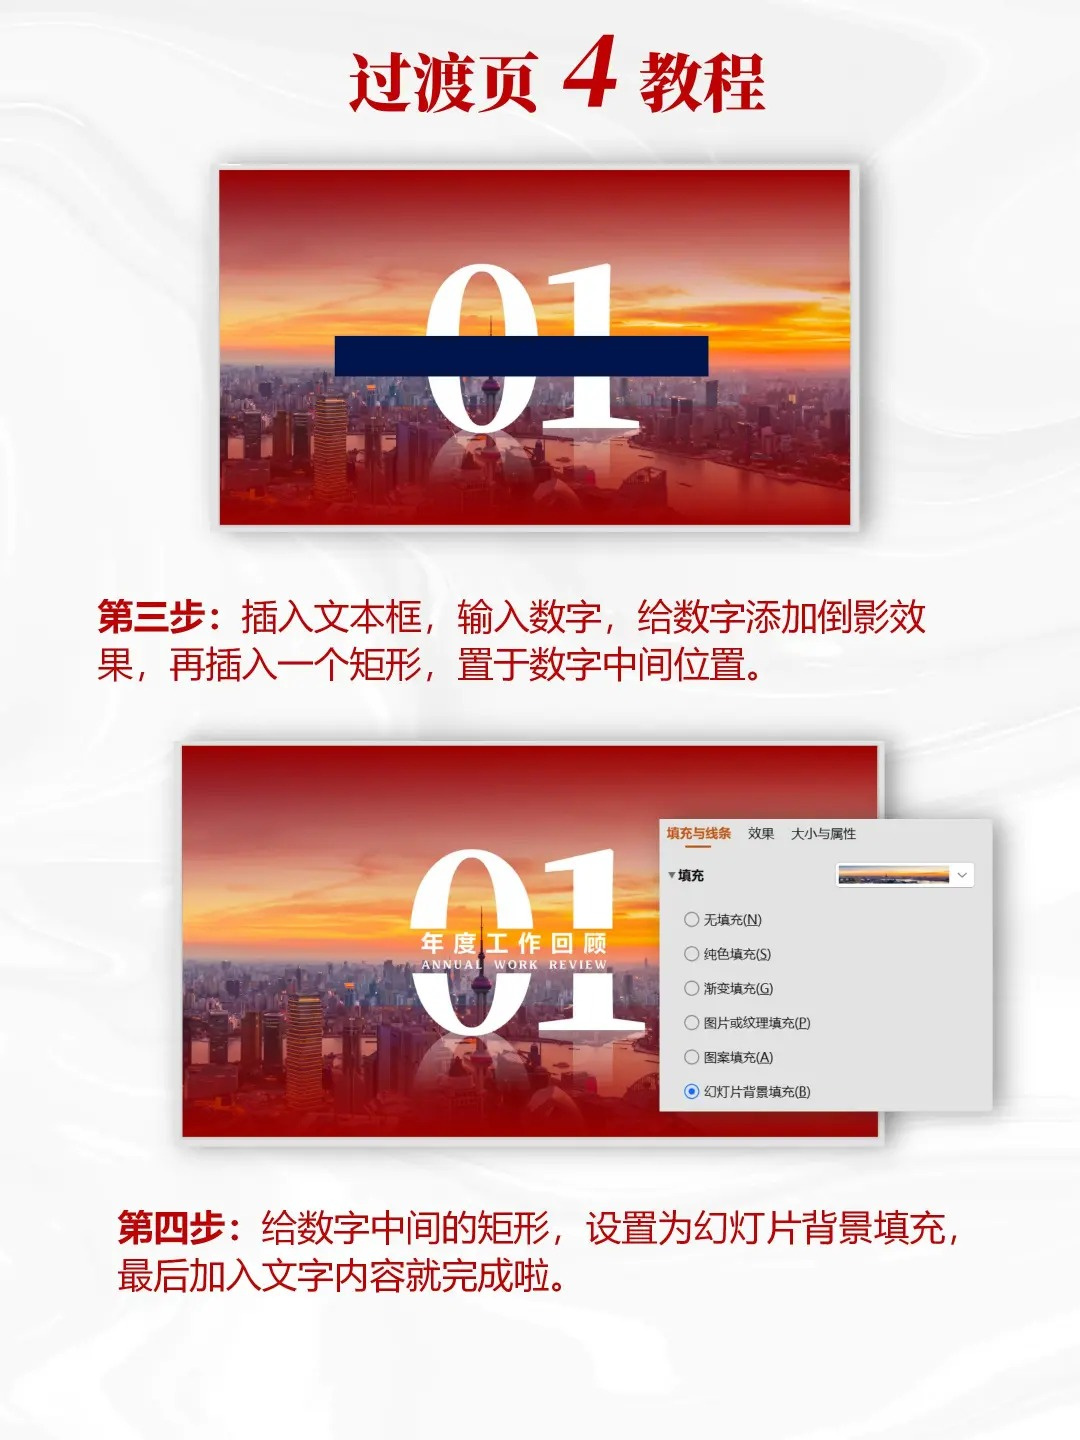 过渡页 4 教程
01
第三步：插入文本框，输入数字，给数字添加倒影效
果，再插入一个矩形，置于数字中间位置。
01
年度工作回顾
ANNUAL WORK REVIEW
填充与线条 效果 大小与属性
填充
无填充(N)
纯色填充(S)
渐变填充(G)
图片或纹理填充(P)
图案填充(A)
幻灯片背景填充(B)
第四步：给数字中间的矩形，设置为幻灯片背景填充，
最后加入文字内容就完成啦。